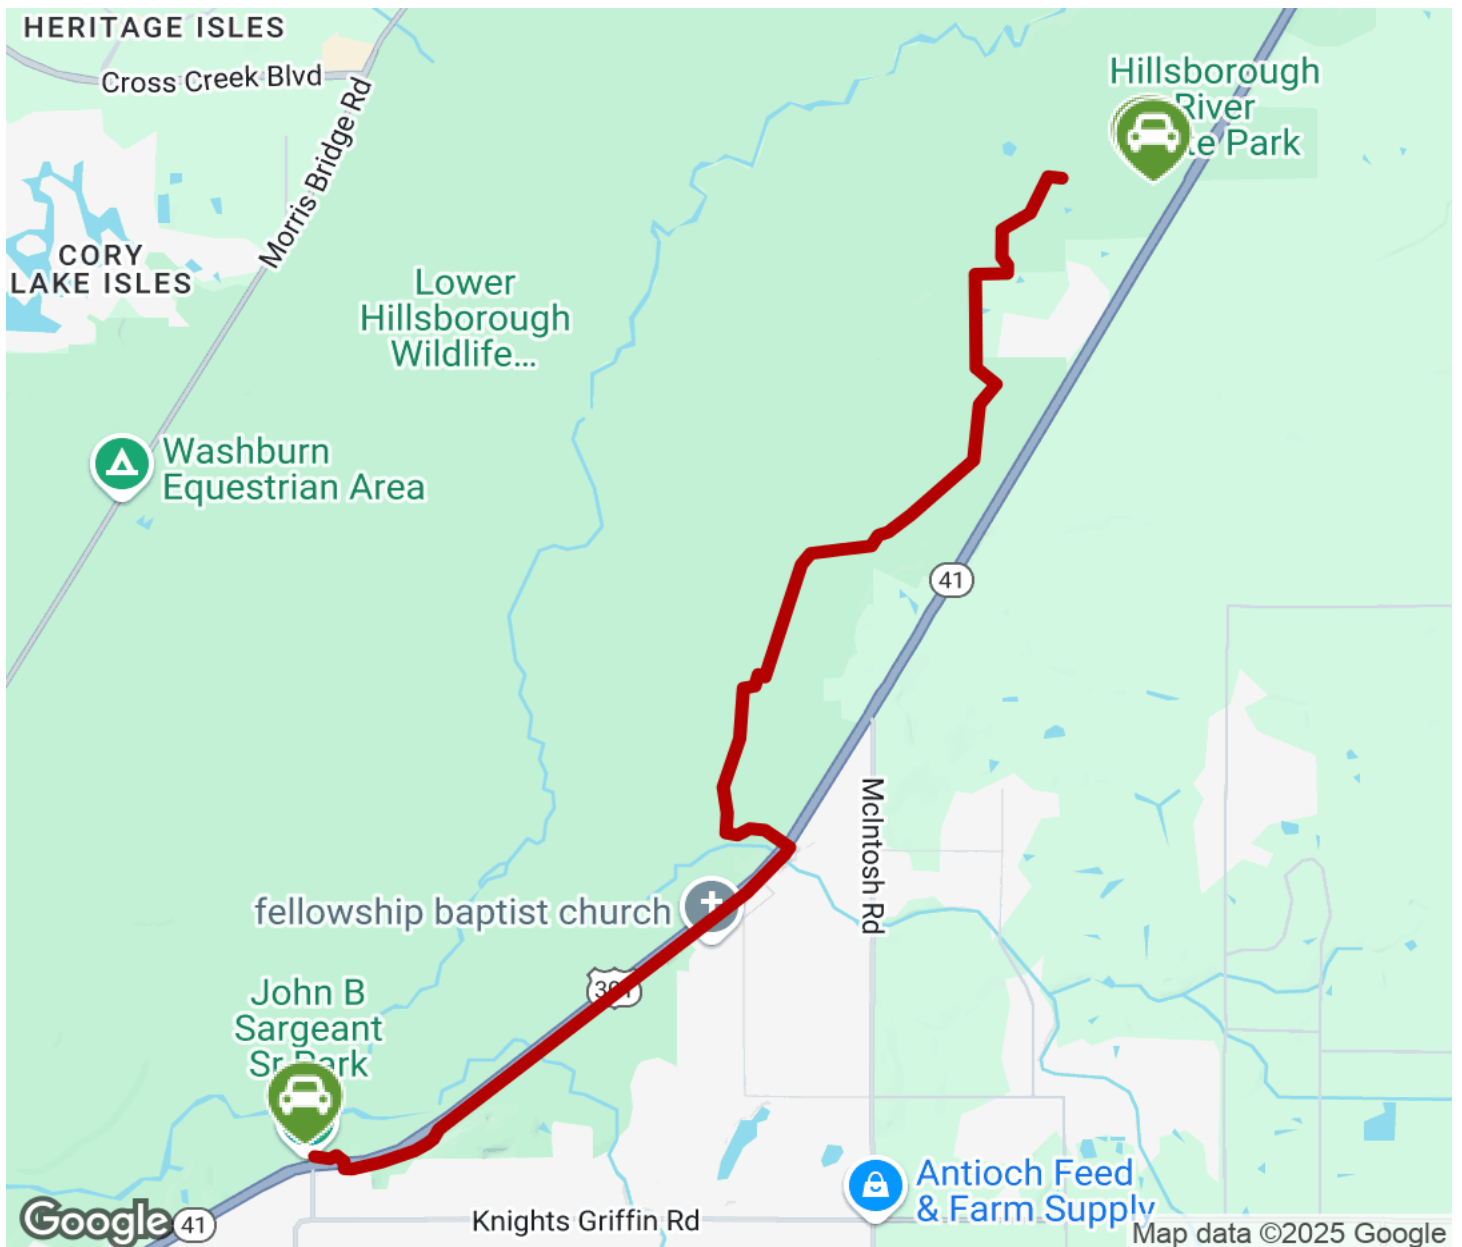 HERITAGE ISLES
Cross Creek Blvd
Morris Bridge Rd
Hillsborough
River
te Park
CORY
LAKE ISLES
Lower
Hillsborough
Wildlife...
Washburn
Equestrian Area
41
McIntosh Rd
fellowship baptist church
John B
Sargeant
Sr Park
Antioch Feed
& Farm Supply
Knights Griffin Rd
Google
41
Map data ©2025 Google